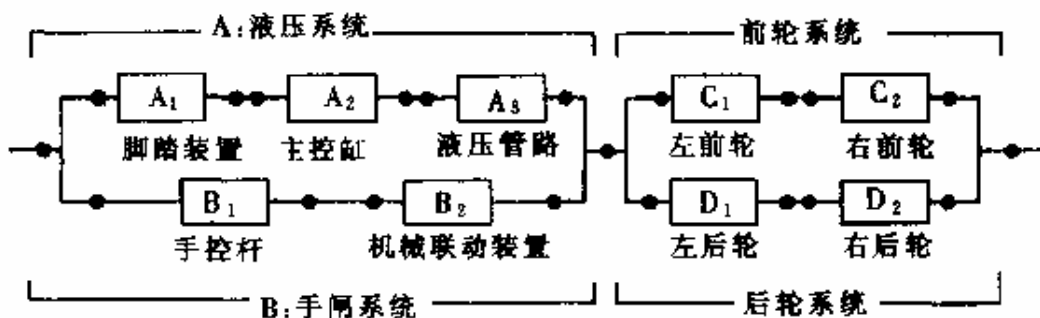 A:液压系统 前轮系统
A₁ A₂ A₃ C₁ C₂
脚踏装置 主控缸 液压管路 左前轮 右前轮
B₁ B₂ D₁ D₂
手控杆 机械联动装置 左后轮 右后轮
B:手闸系统 后轮系统